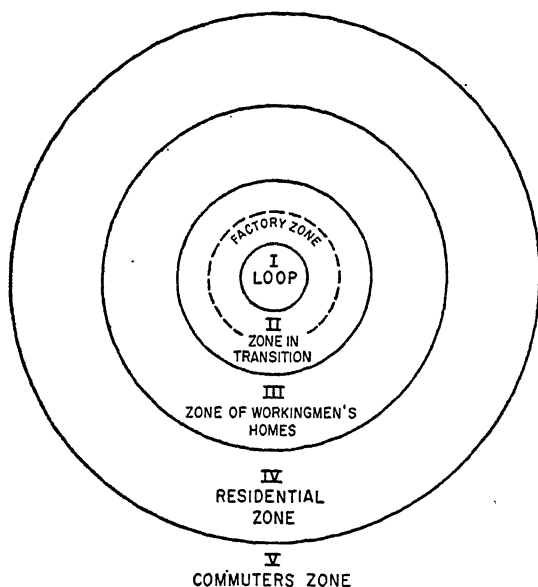 FACTORY ZONE
I
LOOP
II
ZONE IN
TRANSITION
III
ZONE OF WORKINGMEN'S
HOMES
IV
RESIDENTIAL
ZONE
V
COMMUTERS ZONE